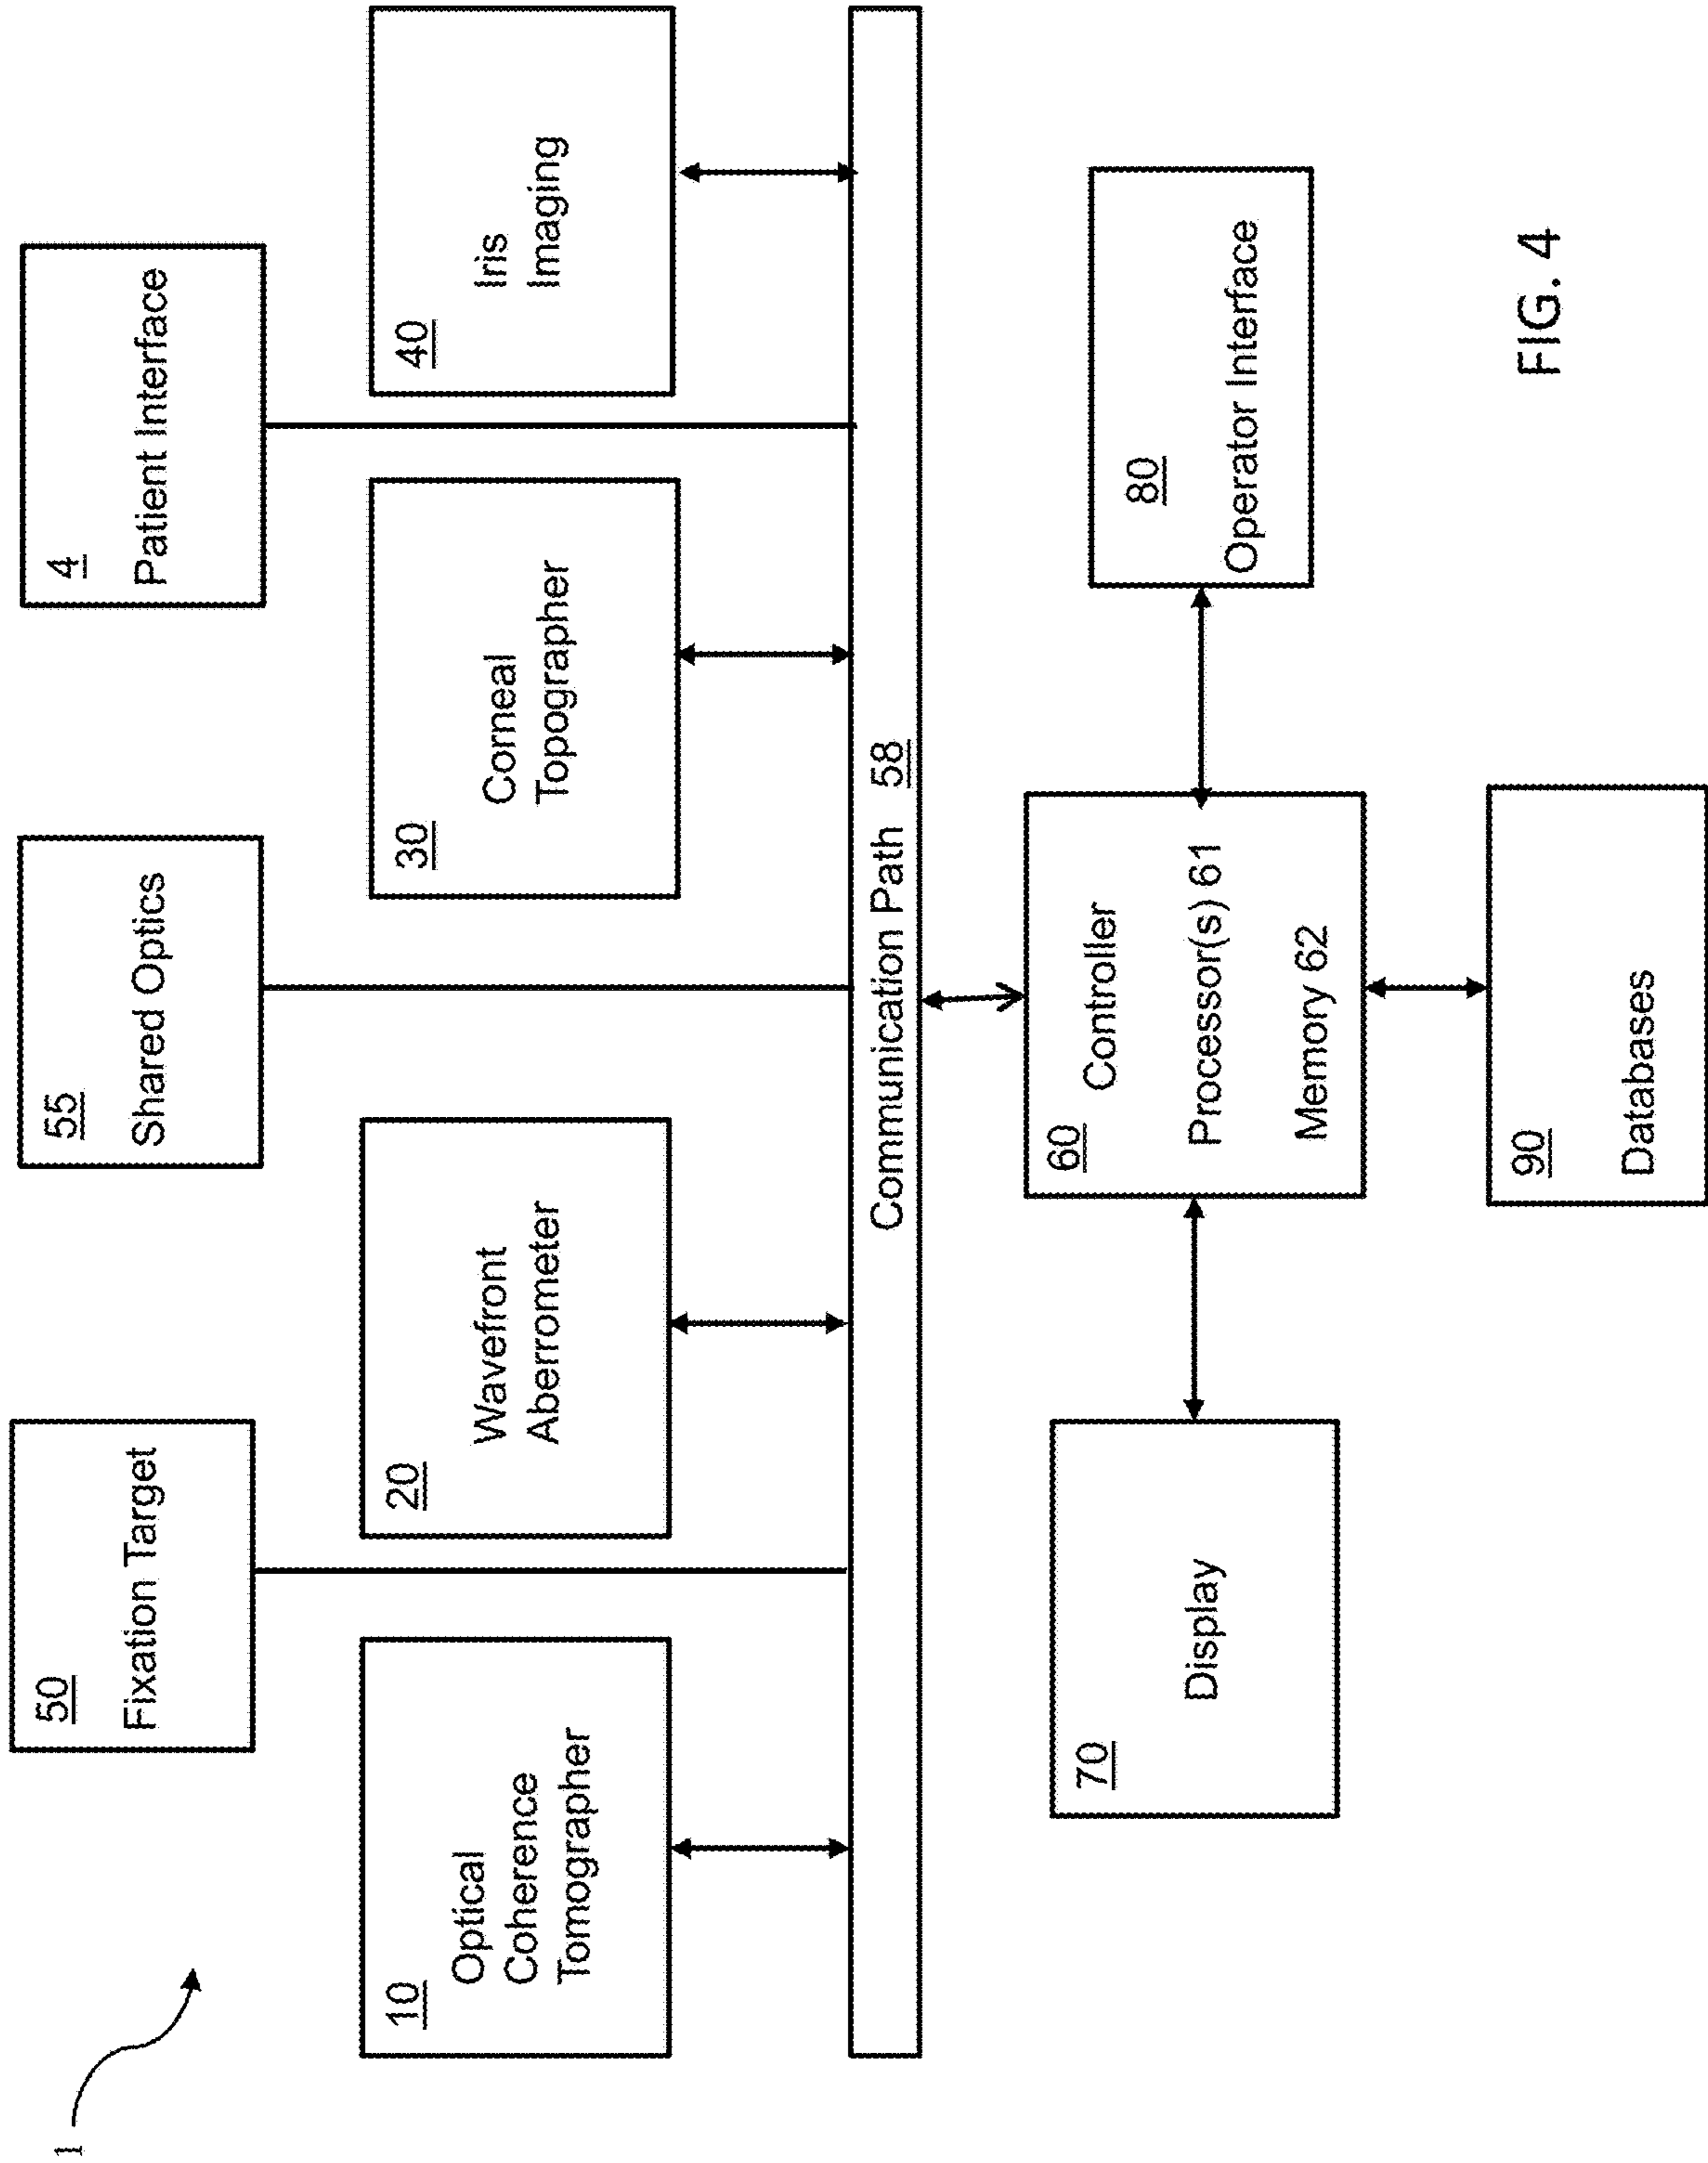 1
50
Fixation Target
55
Shared Optics
4
Patient Interface
10
Optical
Coherence
Tomographer
20
Wavefront
Aberrometer
30
Corneal
Topographer
40
Iris
Imaging
Communication Path 58
70
Display
60
Controller
Processor(s) 61
Memory 62
80
Operator Interface
90
Databases
FIG. 4